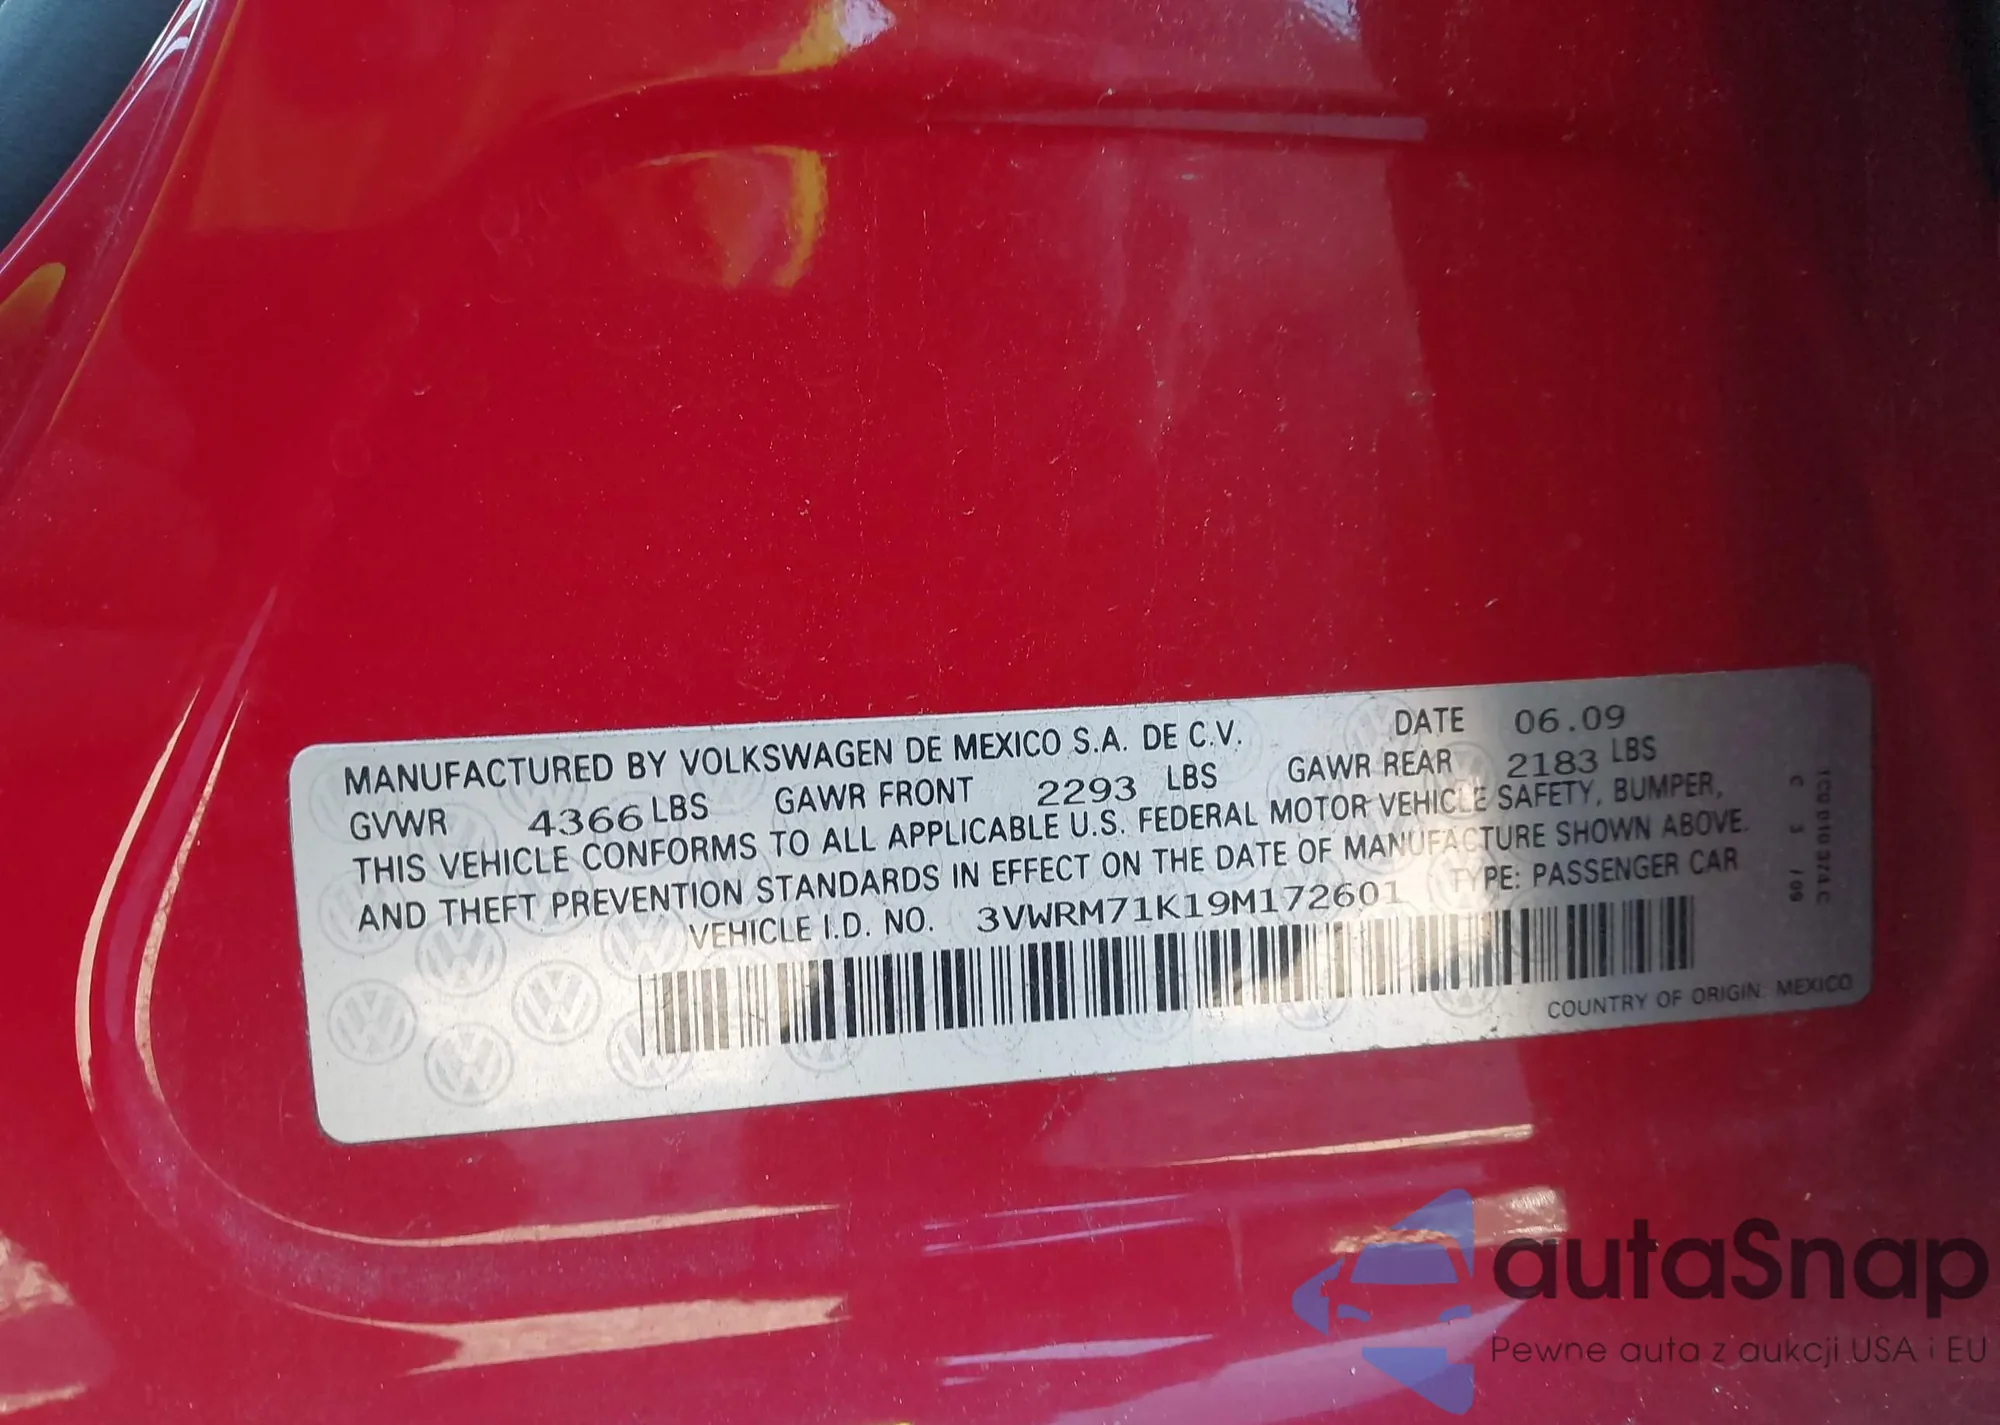 MANUFACTURED BY VOLKSWAGEN DE MEXICO S.A. DE C.V. DATE 06.09
GVWR 4366 LBS GAWR FRONT 2293 LBS GAWR REAR 2183 LBS
THIS VEHICLE CONFORMS TO ALL APPLICABLE U.S. FEDERAL MOTOR VEHICLE SAFETY, BUMPER,
AND THEFT PREVENTION STANDARDS IN EFFECT ON THE DATE OF MANUFACTURE SHOWN ABOVE.
VEHICLE I.D. NO. 3VWRM71K19M172601 TYPE: PASSENGER CAR
COUNTRY OF ORIGIN: MEXICO
C 3 /09
autaSnap
Pewne auta z aukcji USA i EU